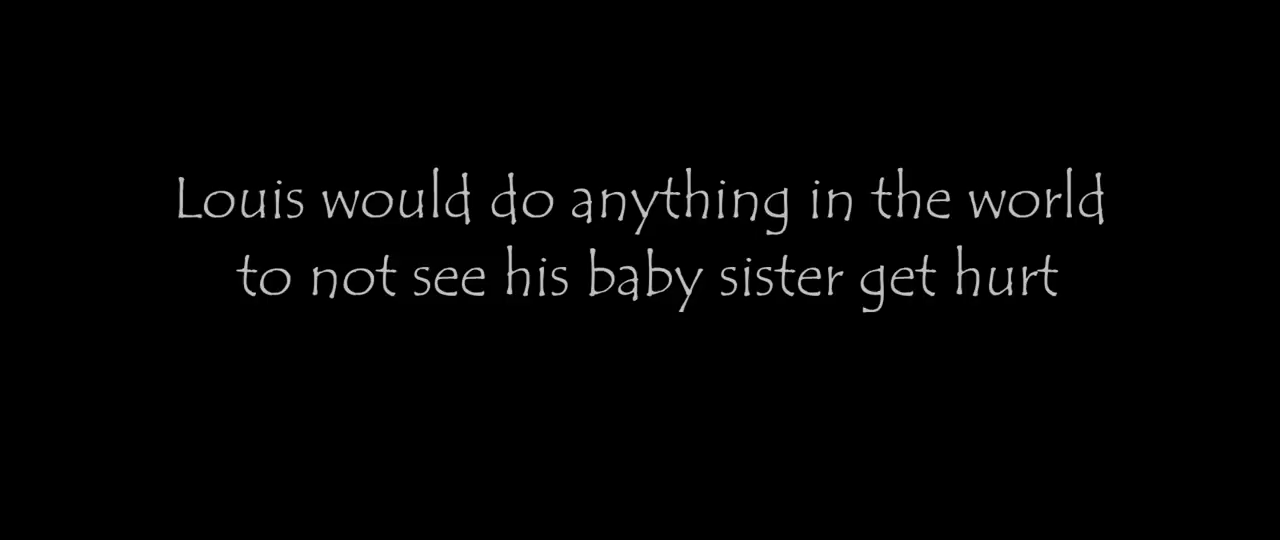 Louis would do anything in the world
to not see his baby sister get hurt